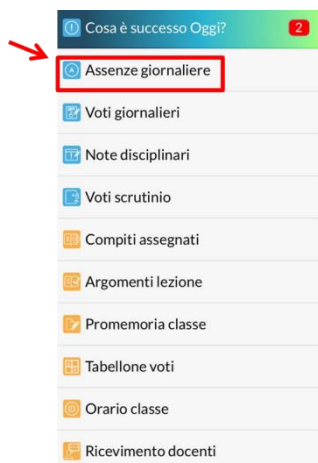 Cosa è successo Oggi? 2
Assenze giornaliere
Voti giornalieri
Note disciplinari
Voti scrutinio
Compiti assegnati
Argomenti lezione
Promemoria classe
Tabellone voti
Orario classe
Ricevimento docenti